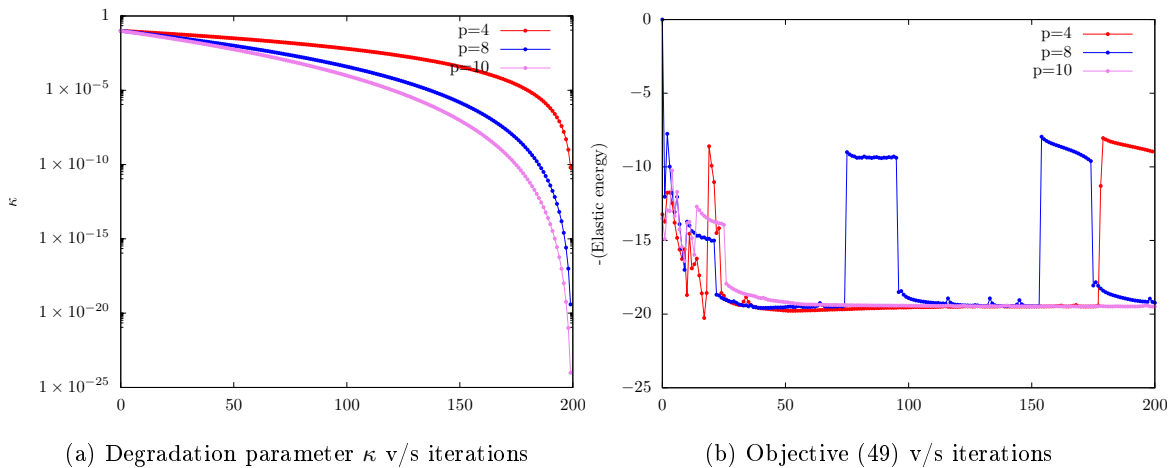 1
1 × 10⁻⁵
1 × 10⁻¹⁰
1 × 10⁻¹⁵
1 × 10⁻²⁰
1 × 10⁻²⁵
κ
0 50 100 150 200
p=4
p=8
p=10
(a) Degradation parameter κ v/s iterations
0
−5
−10
−15
−20
−25
-(Elastic energy)
0 50 100 150 200
p=4
p=8
p=10
(b) Objective (49) v/s iterations